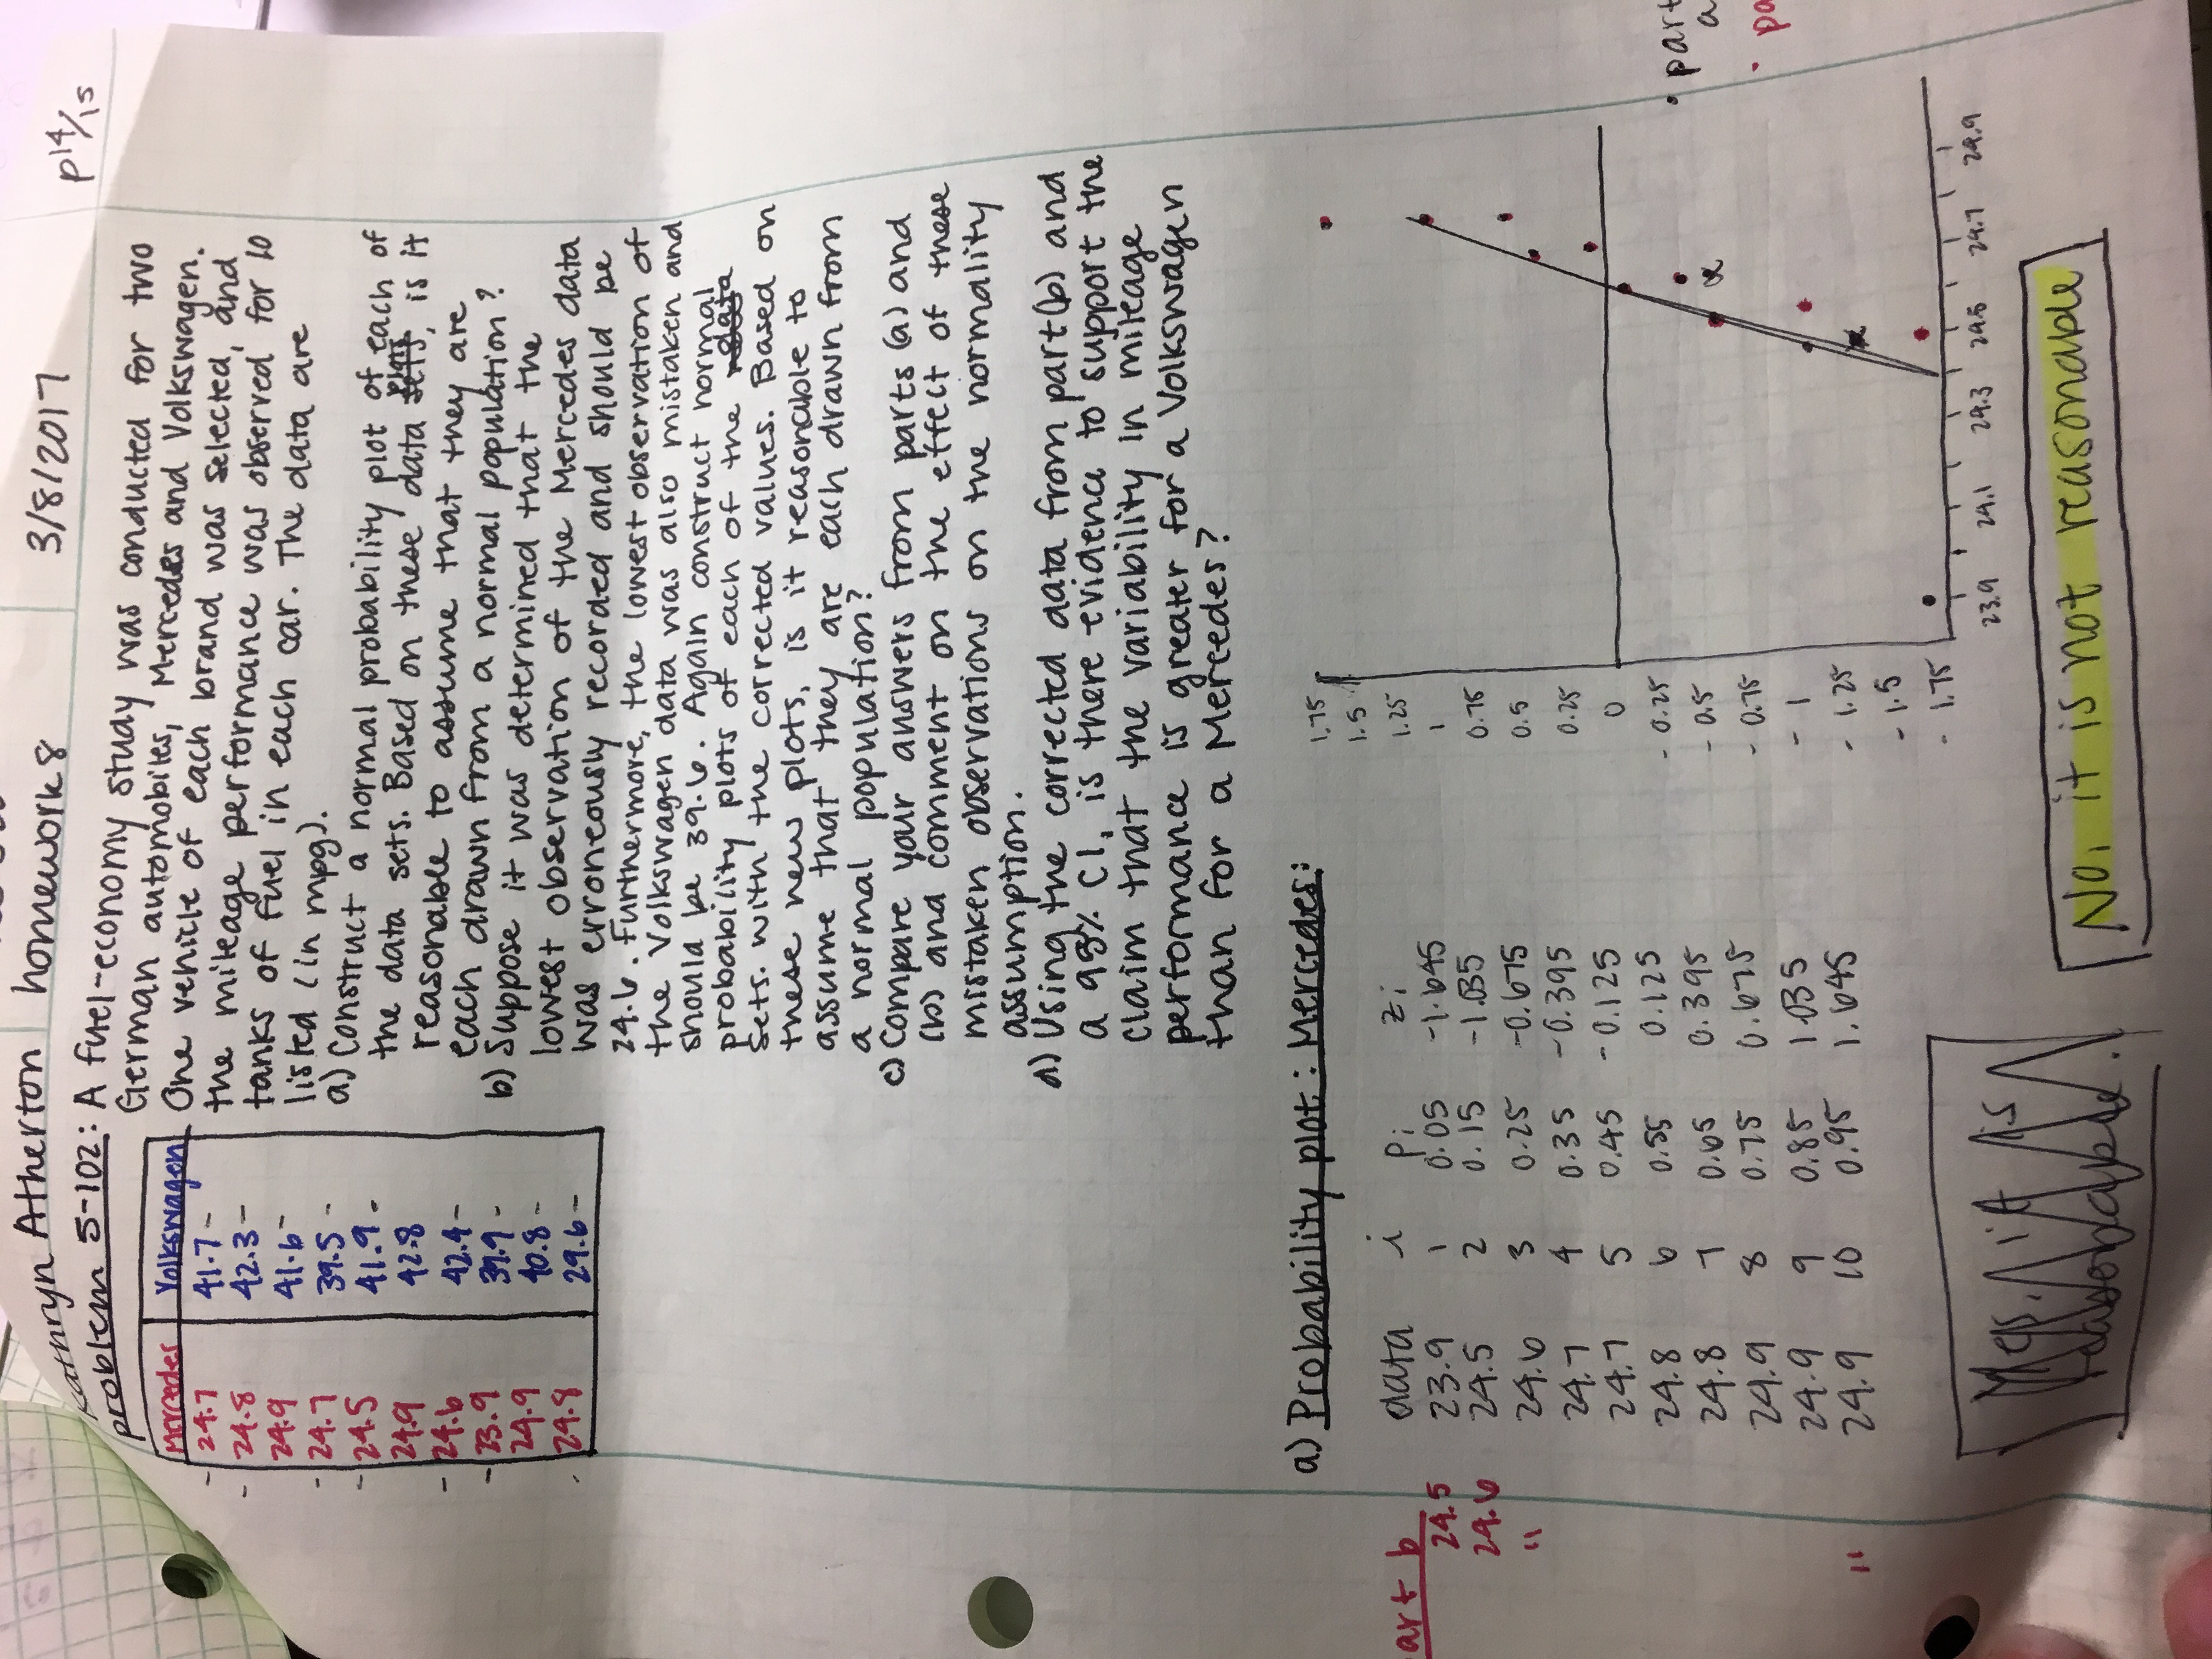 Kathryn Atherton homework 8 3/8/2017 p14/15
problem 5-102: A fuel-economy study was conducted for two
German automobiles, Mercedes and Volkswagen.
One vehicle of each brand was selected, and
the mileage performance was observed for 10
tanks of fuel in each car. The data are
listed (in mpg).
Mercedes Volkswagen
24.7 41.7
24.8 42.3
24.9 41.6
24.7 39.5
24.5 41.9
24.9 42.8
24.6 42.4
23.9 39.9
24.9 40.8
24.8 29.6
a) Construct a normal probability plot of each of
the data sets. Based on these data plots, is it
reasonable to assume that they are
each drawn from a normal population?
b) Suppose it was determined that the
lowest observation of the Mercedes data
was erroneously recorded and should be
24.6. Furthermore, the lowest observation of
the Volkswagen data was also mistaken and
should be 39.6. Again construct normal
probability plots of each of the data
sets. with the corrected values. Based on
these new plots, is it reasonable to
assume that they are each drawn from
a normal population?
c) Compare your answers from parts (a) and
(b) and comment on the effect of these
mistaken observations on the normality
assumption.
d) Using the corrected data from part (b) and
a 95% CI, is there evidence to support the
claim that the variability in mileage
performance is greater for a Volkswagen
than for a Mercedes?
a) Probability plot: Mercedes:
art b data i pi zi
24.5 23.9 1 0.05 -1.645
24.6 24.5 2 0.15 -1.035
" 24.6 3 0.25 -0.675
24.7 4 0.35 -0.395
24.7 5 0.45 -0.125
24.8 6 0.55 0.125
24.8 7 0.65 0.395
24.9 8 0.75 0.675
24.9 9 0.85 1.035
" 24.9 10 0.95 1.645
1.75
1.5
1.25
1
0.75
0.5
0.25
0
-0.25
-0.5
-0.75
-1
-1.25
-1.5
-1.75
23.9 24.1 24.3 24.5 24.7 24.9
part
a
pa
Yes, it is
reasonable.
No, it is not reasonable